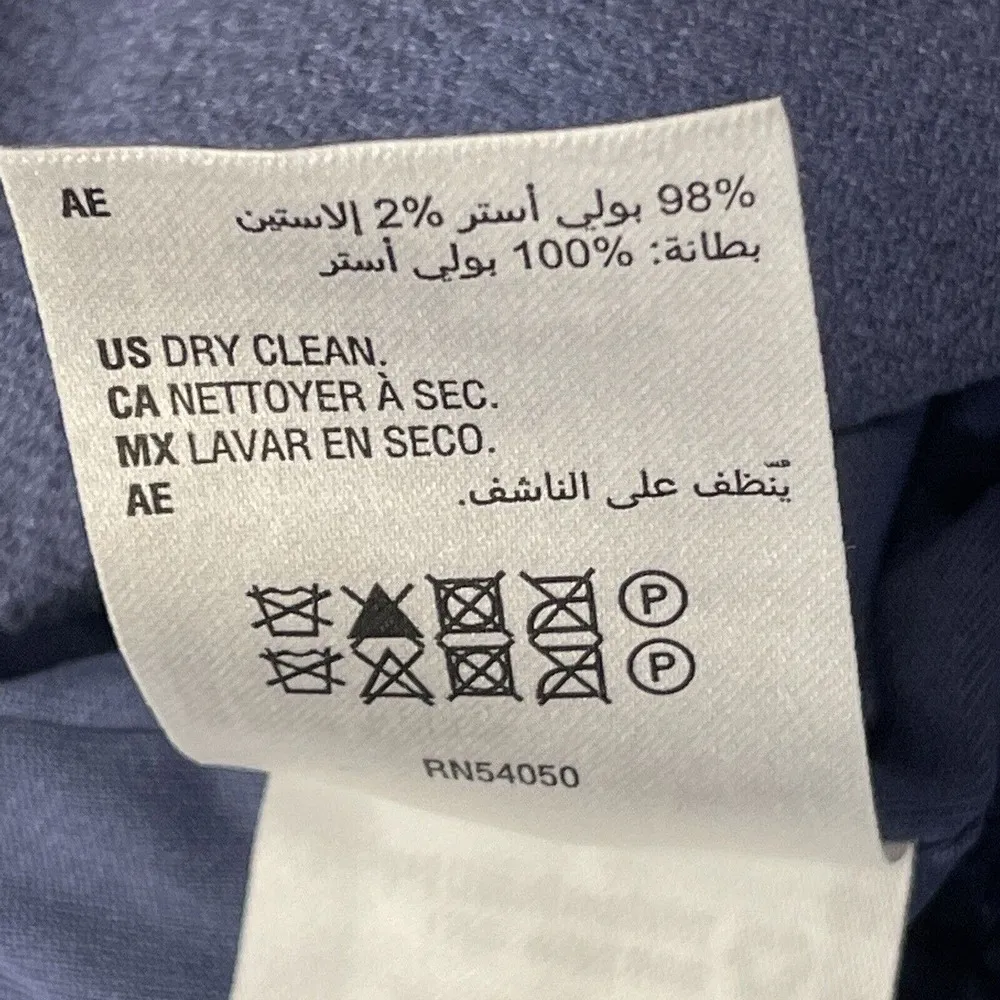 AE 98% بولي أستر 2% إلاستين
بطانة: 100% بولي أستر
US DRY CLEAN.
CA NETTOYER À SEC.
MX LAVAR EN SECO.
AE يُنّظف على الناشف.
P
P
RN54050